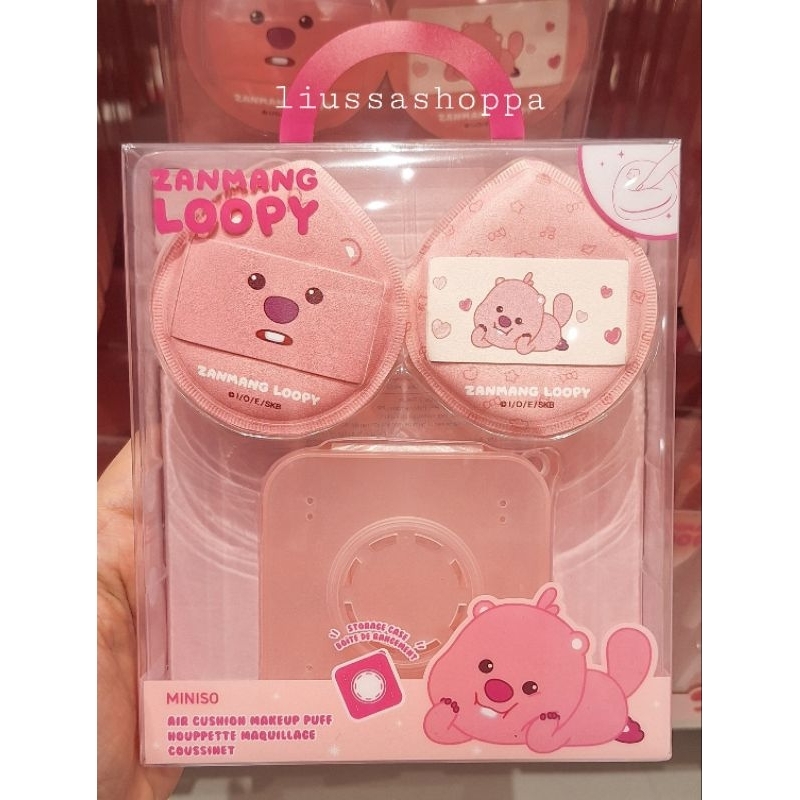 liussashoppa
ZANMANG
LOOPY
ZANMANG LOOPY
©I/O/E/SKB
ZANMANG LOOPY
©I/O/E/SKB
STORAGE CASE
BOITE DE RANGEMENT
MINISO
AIR CUSHION MAKEUP PUFF
HOUPPETTE MAQUILLAGE
COUSSINET